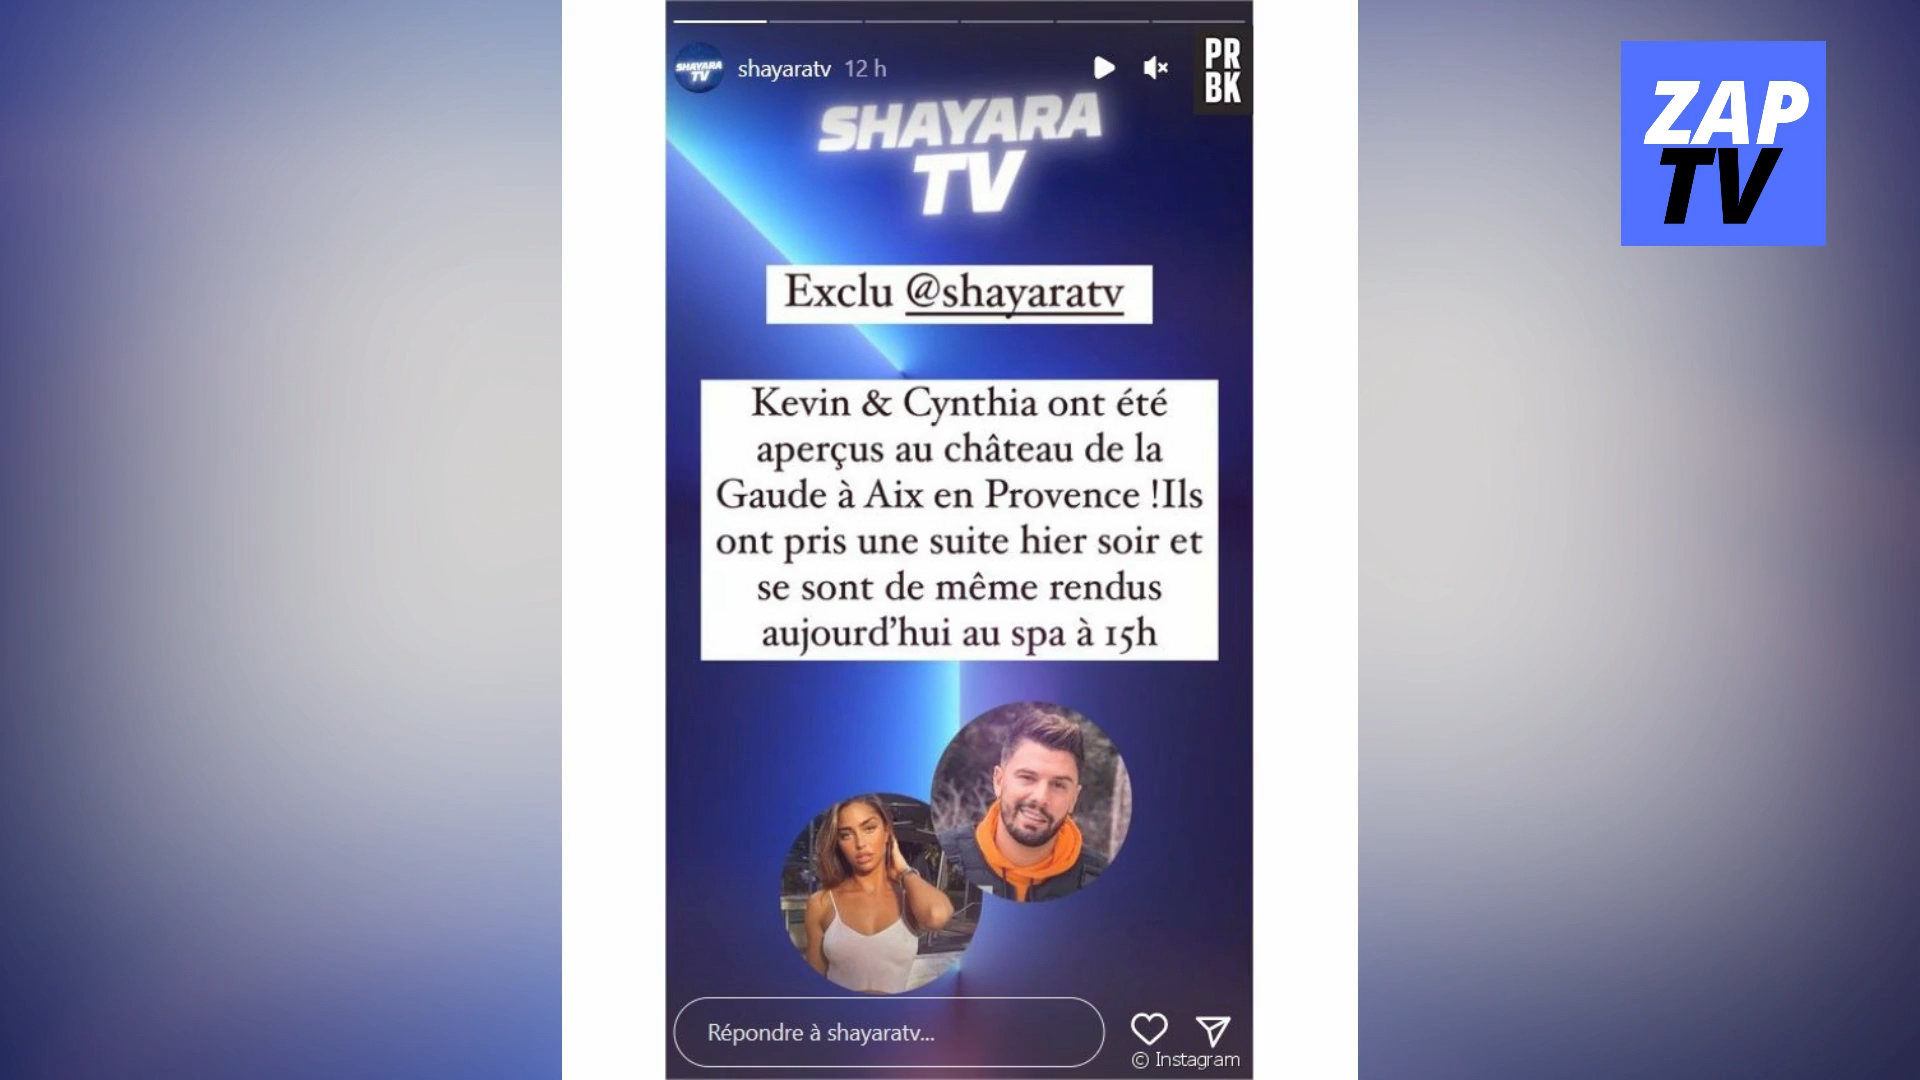 SHAYARA
TV
shayaratv 12 h
PR
BK
ZAP
TV
SHAYARA
TV
Exclu @shayaratv
Kevin & Cynthia ont été
aperçus au château de la
Gaude à Aix en Provence !Ils
ont pris une suite hier soir et
se sont de même rendus
aujourd’hui au spa à 15h
Répondre à shayaratv...
© Instagram